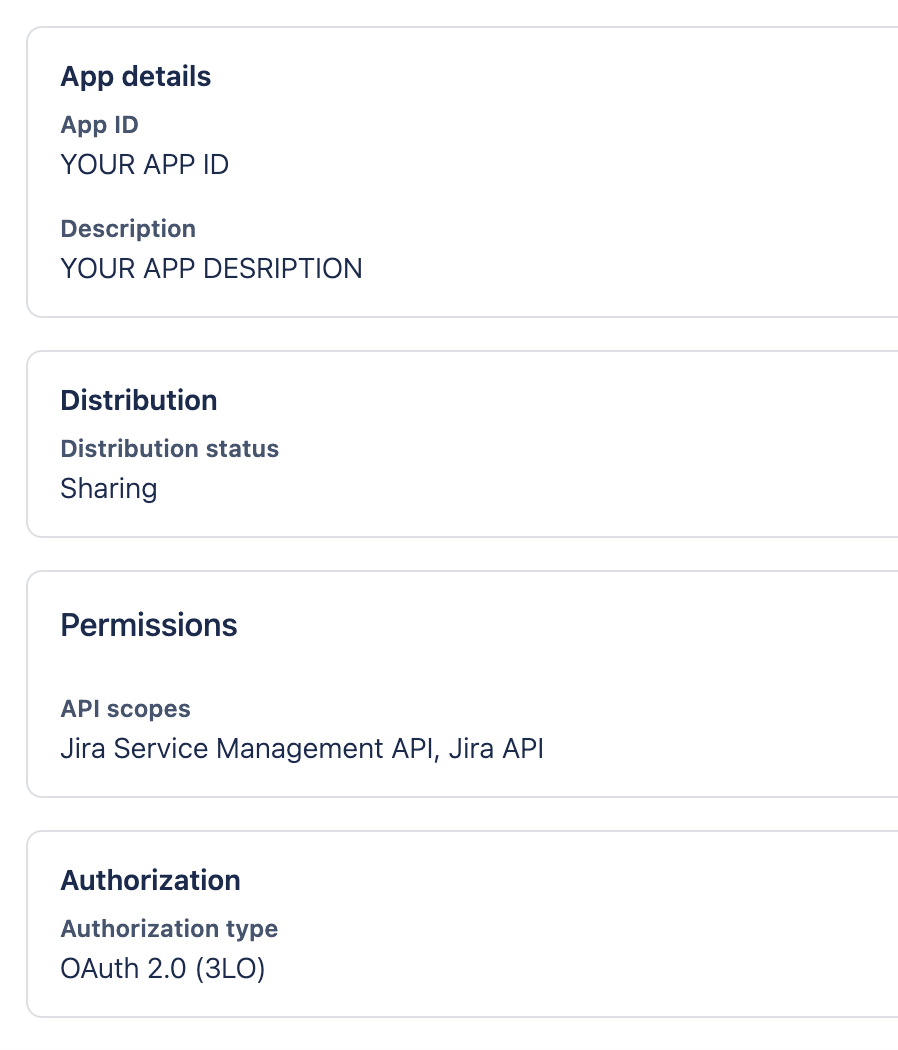 App details
App ID
YOUR APP ID
Description
YOUR APP DESRIPTION
Distribution
Distribution status
Sharing
Permissions
API scopes
Jira Service Management API, Jira API
Authorization
Authorization type
OAuth 2.0 (3LO)